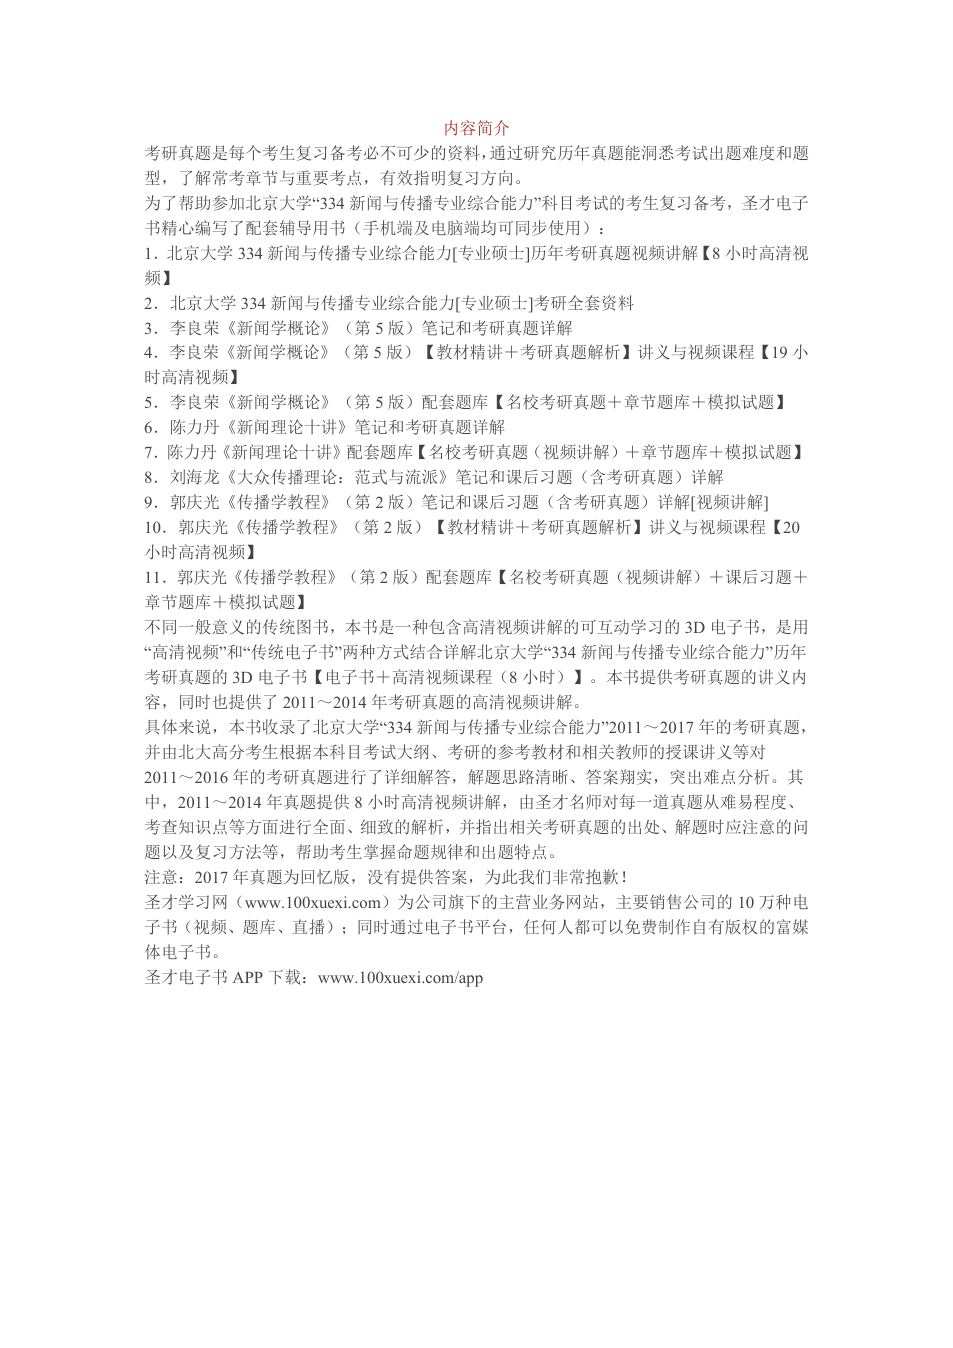 内容简介
考研真题是每个考生复习备考必不可少的资料，通过研究历年真题能洞悉考试出题难度和题
型，了解常考章节与重要考点，有效指明复习方向。
为了帮助参加北京大学“334 新闻与传播专业综合能力”科目考试的考生复习备考，圣才电子
书精心编写了配套辅导用书（手机端及电脑端均可同步使用）：
1．北京大学 334 新闻与传播专业综合能力[专业硕士]历年考研真题视频讲解【8 小时高清视
频】
2．北京大学 334 新闻与传播专业综合能力[专业硕士]考研全套资料
3．李良荣《新闻学概论》（第 5 版）笔记和考研真题详解
4．李良荣《新闻学概论》（第 5 版）【教材精讲＋考研真题解析】讲义与视频课程【19 小
时高清视频】
5．李良荣《新闻学概论》（第 5 版）配套题库【名校考研真题＋章节题库＋模拟试题】
6．陈力丹《新闻理论十讲》笔记和考研真题详解
7．陈力丹《新闻理论十讲》配套题库【名校考研真题（视频讲解）＋章节题库＋模拟试题】
8．刘海龙《大众传播理论：范式与流派》笔记和课后习题（含考研真题）详解
9．郭庆光《传播学教程》（第 2 版）笔记和课后习题（含考研真题）详解[视频讲解]
10．郭庆光《传播学教程》（第 2 版）【教材精讲＋考研真题解析】讲义与视频课程【20
小时高清视频】
11．郭庆光《传播学教程》（第 2 版）配套题库【名校考研真题（视频讲解）＋课后习题＋
章节题库＋模拟试题】
不同一般意义的传统图书，本书是一种包含高清视频讲解的可互动学习的 3D 电子书，是用
“高清视频”和“传统电子书”两种方式结合详解北京大学“334 新闻与传播专业综合能力”历年
考研真题的 3D 电子书【电子书＋高清视频课程（8 小时）】。本书提供考研真题的讲义内
容，同时也提供了 2011～2014 年考研真题的高清视频讲解。
具体来说，本书收录了北京大学“334 新闻与传播专业综合能力”2011～2017 年的考研真题，
并由北大高分考生根据本科目考试大纲、考研的参考教材和相关教师的授课讲义等对
2011～2016 年的考研真题进行了详细解答，解题思路清晰、答案翔实，突出难点分析。其
中，2011～2014 年真题提供 8 小时高清视频讲解，由圣才名师对每一道真题从难易程度、
考查知识点等方面进行全面、细致的解析，并指出相关考研真题的出处、解题时应注意的问
题以及复习方法等，帮助考生掌握命题规律和出题特点。
注意：2017 年真题为回忆版，没有提供答案，为此我们非常抱歉！
圣才学习网（www.100xuexi.com）为公司旗下的主营业务网站，主要销售公司的 10 万种电
子书（视频、题库、直播）；同时通过电子书平台，任何人都可以免费制作自有版权的富媒
体电子书。
圣才电子书 APP 下载：www.100xuexi.com/app